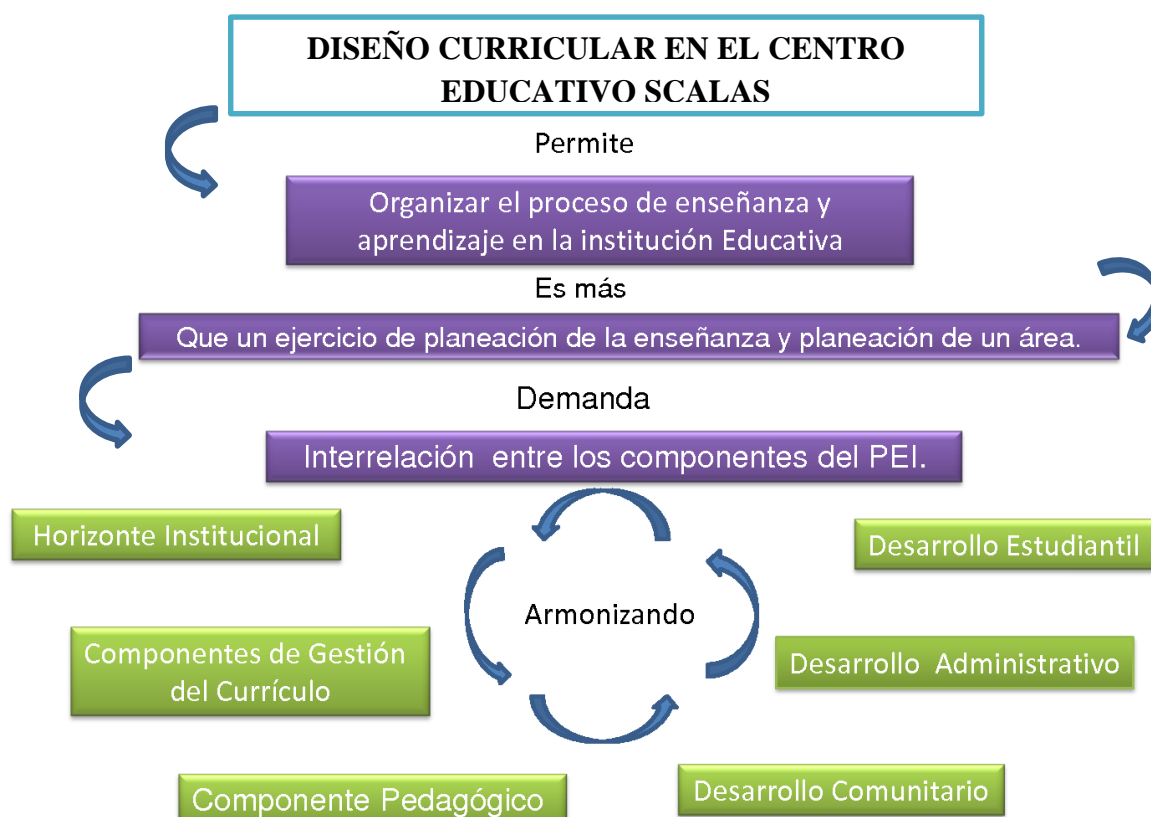 DISEÑO CURRICULAR EN EL CENTRO
EDUCATIVO SCALAS
Permite
Organizar el proceso de enseñanza y
aprendizaje en la institución Educativa
Es más
Que un ejercicio de planeación de la enseñanza y planeación de un área.
Demanda
Interrelación entre los componentes del PEI.
Horizonte Institucional
Desarrollo Estudiantil
Armonizando
Componentes de Gestión
del Currículo
Desarrollo Administrativo
Componente Pedagógico
Desarrollo Comunitario